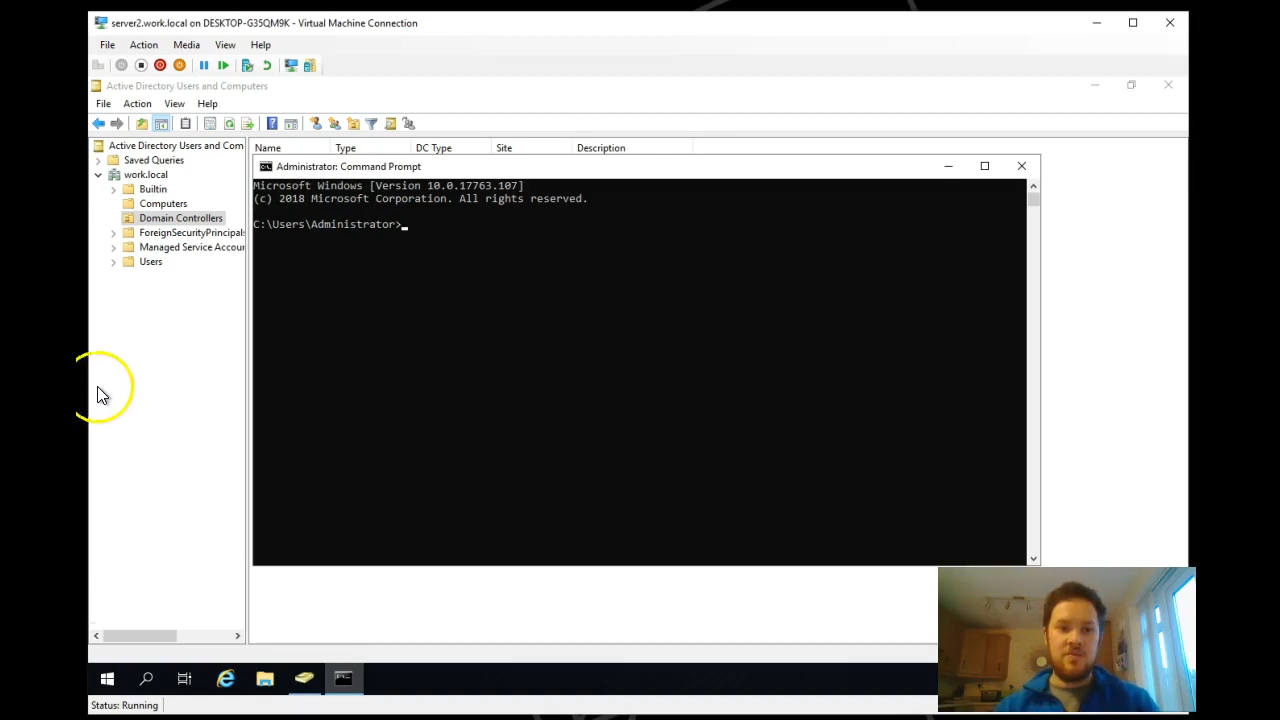 server2.work.local on DESKTOP-G35QM9K - Virtual Machine Connection
File Action Media View Help
Active Directory Users and Computers
File Action View Help
Active Directory Users and Com
Name Type DC Type Site Description
Saved Queries
work.local
Builtin
Computers
Domain Controllers
ForeignSecurityPrincipals
Managed Service Accour
Users
Administrator: Command Prompt
Microsoft Windows [Version 10.0.17763.107]
(c) 2018 Microsoft Corporation. All rights reserved.
C:\Users\Administrator>
Status: Running